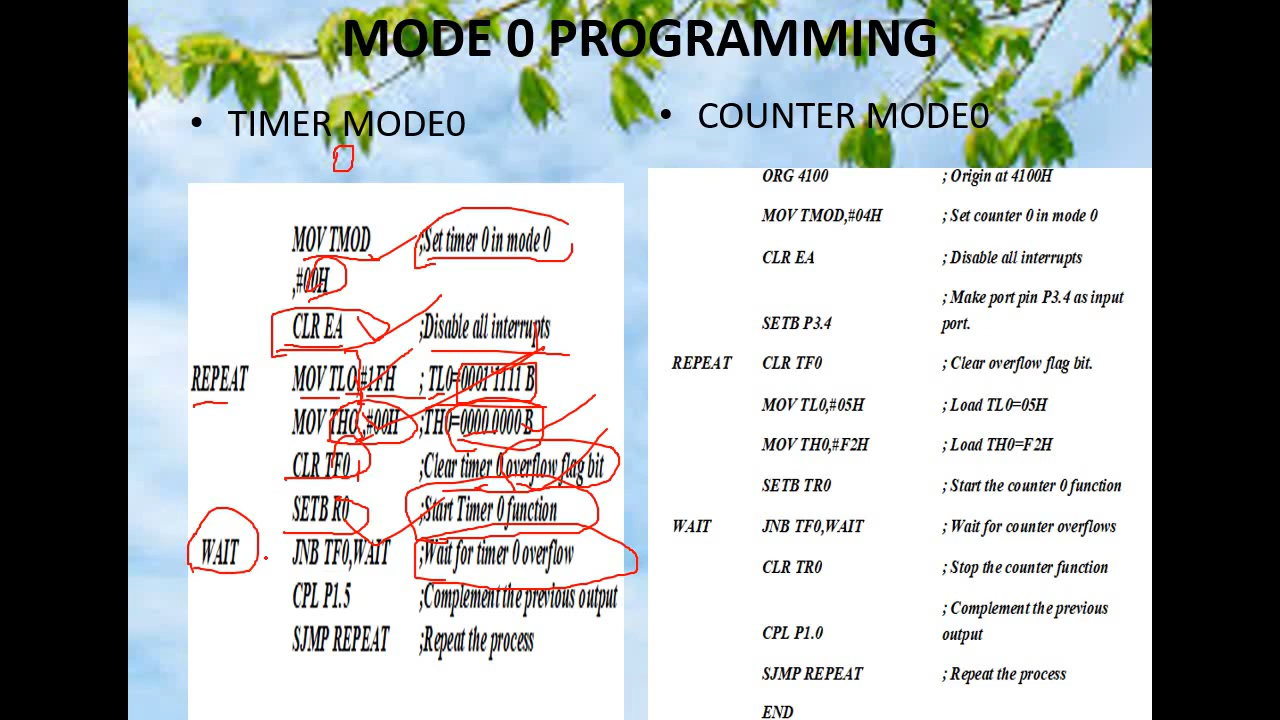 MODE 0 PROGRAMMING
• TIMER MODE0
MOV TMOD ;Set timer 0 in mode 0
,#00H
CLR EA ;Disable all interrupts
REPEAT MOV TLO,#1FH ; TL0=0001 1111 B
MOV THO,#00H ;TH0=0000 0000 B
CLR TF0 ;Clear timer 0 overflow flag bit
SETB R0 ;Start Timer 0 function
WAIT JNB TF0,WAIT ;Wait for timer 0 overflow
CPL P1.5 ;Complement the previous output
SJMP REPEAT ;Repeat the process
• COUNTER MODE0
ORG 4100 ; Origin at 4100H
MOV TMOD,#04H ; Set counter 0 in mode 0
CLR EA ; Disable all interrupts
; Make port pin P3.4 as input
SETB P3.4 port.
REPEAT CLR TF0 ; Clear overflow flag bit.
MOV TL0,#05H ; Load TL0=05H
MOV TH0,#F2H ; Load TH0=F2H
SETB TR0 ; Start the counter 0 function
WAIT JNB TF0,WAIT ; Wait for counter overflows
CLR TR0 ; Stop the counter function
; Complement the previous
CPL P1.0 output
SJMP REPEAT ; Repeat the process
END